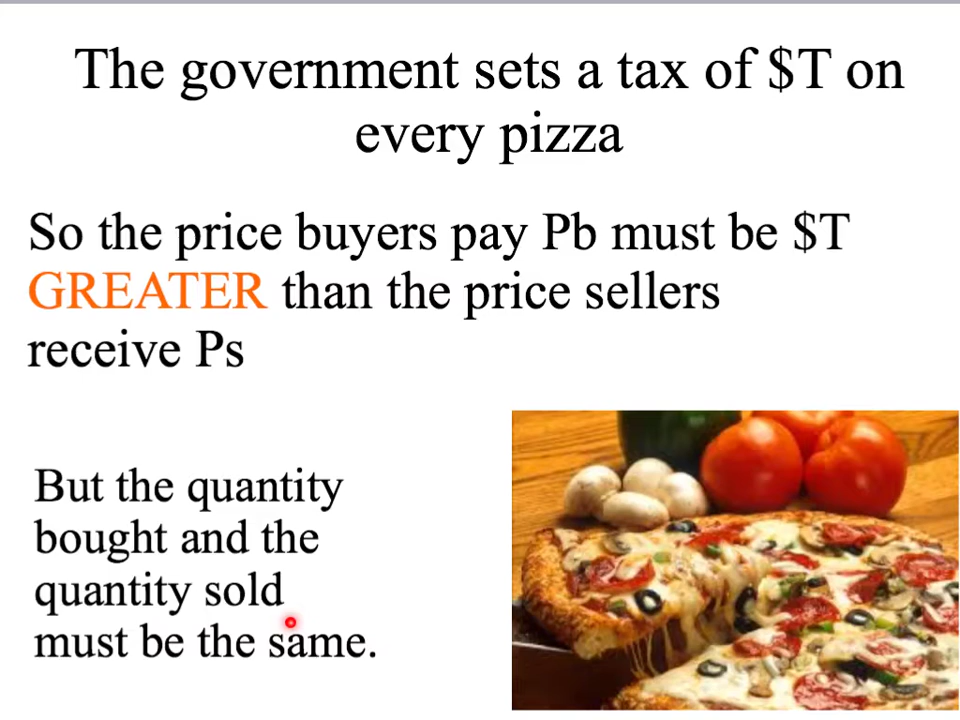 The government sets a tax of $T on
every pizza
So the price buyers pay Pb must be $T
GREATER than the price sellers
receive Ps
But the quantity
bought and the
quantity sold
must be the same.